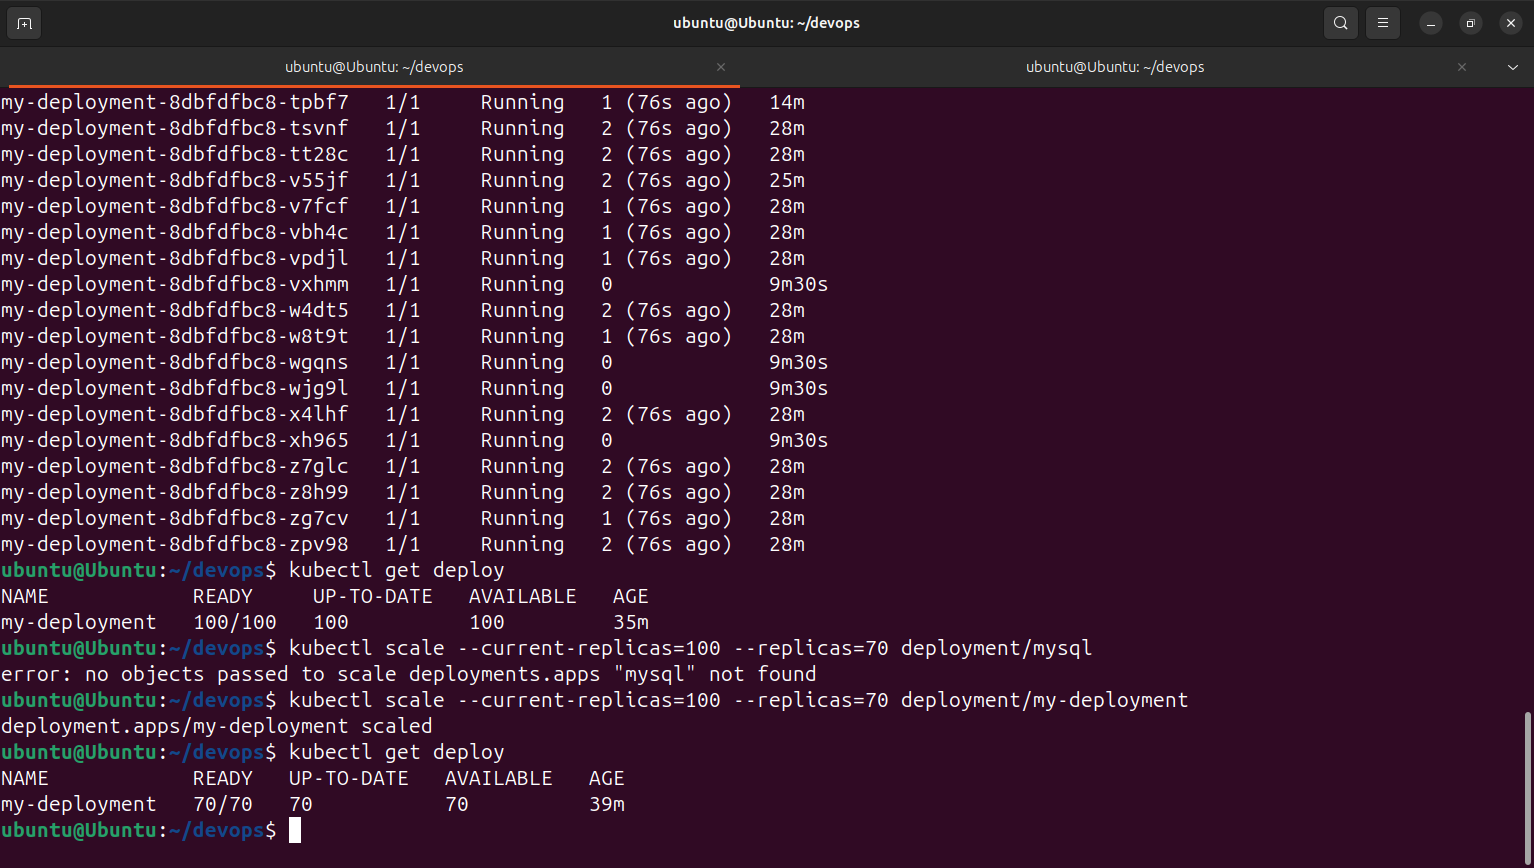 ubuntu@Ubuntu: ~/devops
ubuntu@Ubuntu: ~/devops ubuntu@Ubuntu: ~/devops
my-deployment-8dbfdfbc8-tpbf7 1/1 Running 1 (76s ago) 14m
my-deployment-8dbfdfbc8-tsvnf 1/1 Running 2 (76s ago) 28m
my-deployment-8dbfdfbc8-tt28c 1/1 Running 2 (76s ago) 28m
my-deployment-8dbfdfbc8-v55jf 1/1 Running 2 (76s ago) 25m
my-deployment-8dbfdfbc8-v7fcf 1/1 Running 1 (76s ago) 28m
my-deployment-8dbfdfbc8-vbh4c 1/1 Running 1 (76s ago) 28m
my-deployment-8dbfdfbc8-vpdjl 1/1 Running 1 (76s ago) 28m
my-deployment-8dbfdfbc8-vxhmm 1/1 Running 0 9m30s
my-deployment-8dbfdfbc8-w4dt5 1/1 Running 2 (76s ago) 28m
my-deployment-8dbfdfbc8-w8t9t 1/1 Running 1 (76s ago) 28m
my-deployment-8dbfdfbc8-wgqns 1/1 Running 0 9m30s
my-deployment-8dbfdfbc8-wjg9l 1/1 Running 0 9m30s
my-deployment-8dbfdfbc8-x4lhf 1/1 Running 2 (76s ago) 28m
my-deployment-8dbfdfbc8-xh965 1/1 Running 0 9m30s
my-deployment-8dbfdfbc8-z7glc 1/1 Running 2 (76s ago) 28m
my-deployment-8dbfdfbc8-z8h99 1/1 Running 2 (76s ago) 28m
my-deployment-8dbfdfbc8-zg7cv 1/1 Running 1 (76s ago) 28m
my-deployment-8dbfdfbc8-zpv98 1/1 Running 2 (76s ago) 28m
ubuntu@Ubuntu:~/devops$ kubectl get deploy
NAME READY UP-TO-DATE AVAILABLE AGE
my-deployment 100/100 100 100 35m
ubuntu@Ubuntu:~/devops$ kubectl scale --current-replicas=100 --replicas=70 deployment/mysql
error: no objects passed to scale deployments.apps "mysql" not found
ubuntu@Ubuntu:~/devops$ kubectl scale --current-replicas=100 --replicas=70 deployment/my-deployment
deployment.apps/my-deployment scaled
ubuntu@Ubuntu:~/devops$ kubectl get deploy
NAME READY UP-TO-DATE AVAILABLE AGE
my-deployment 70/70 70 70 39m
ubuntu@Ubuntu:~/devops$